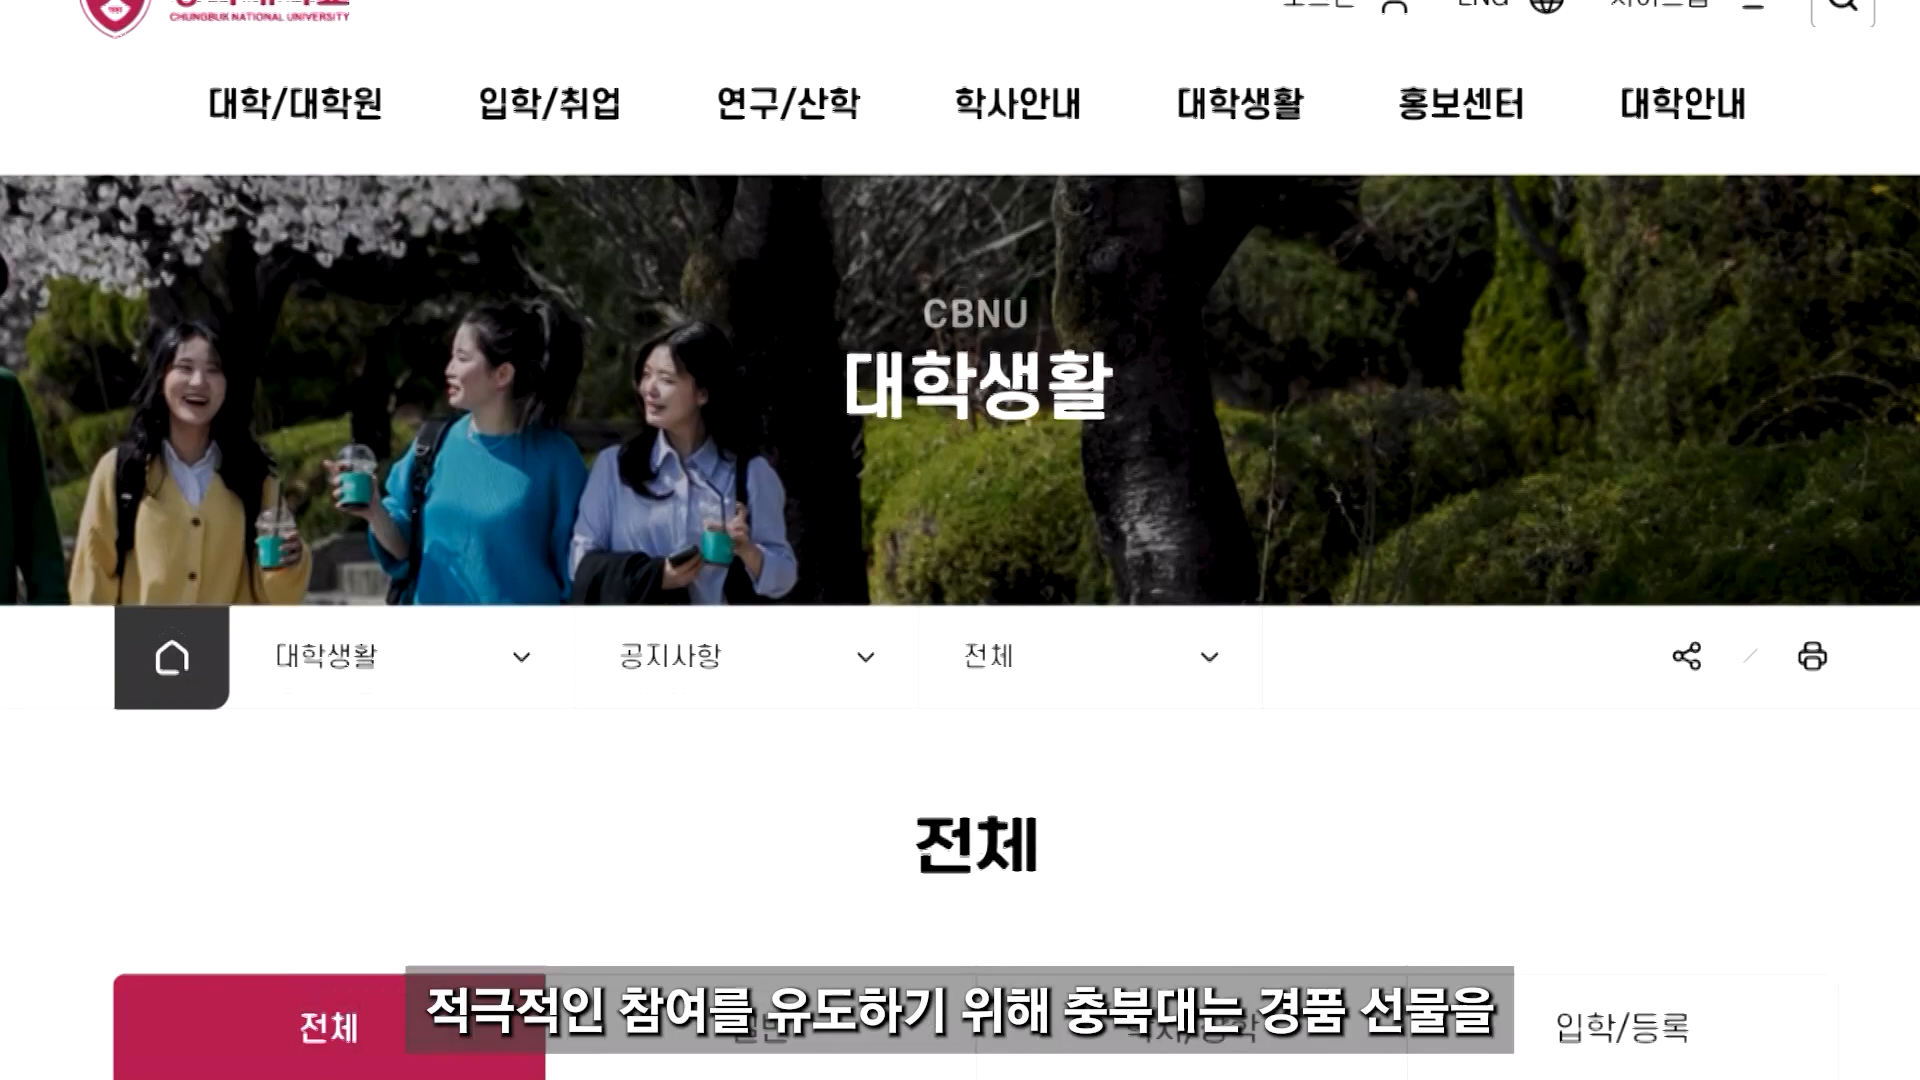 CHUNGBUK NATIONAL UNIVERSITY
ENG
대학/대학원 입학/취업 연구/산학 학사안내 대학생활 홍보센터 대학안내
CBNU
대학생활
대학생활 공지사항 전체
전체
전체 입학/등록
적극적인 참여를 유도하기 위해 충북대는 경품 선물을